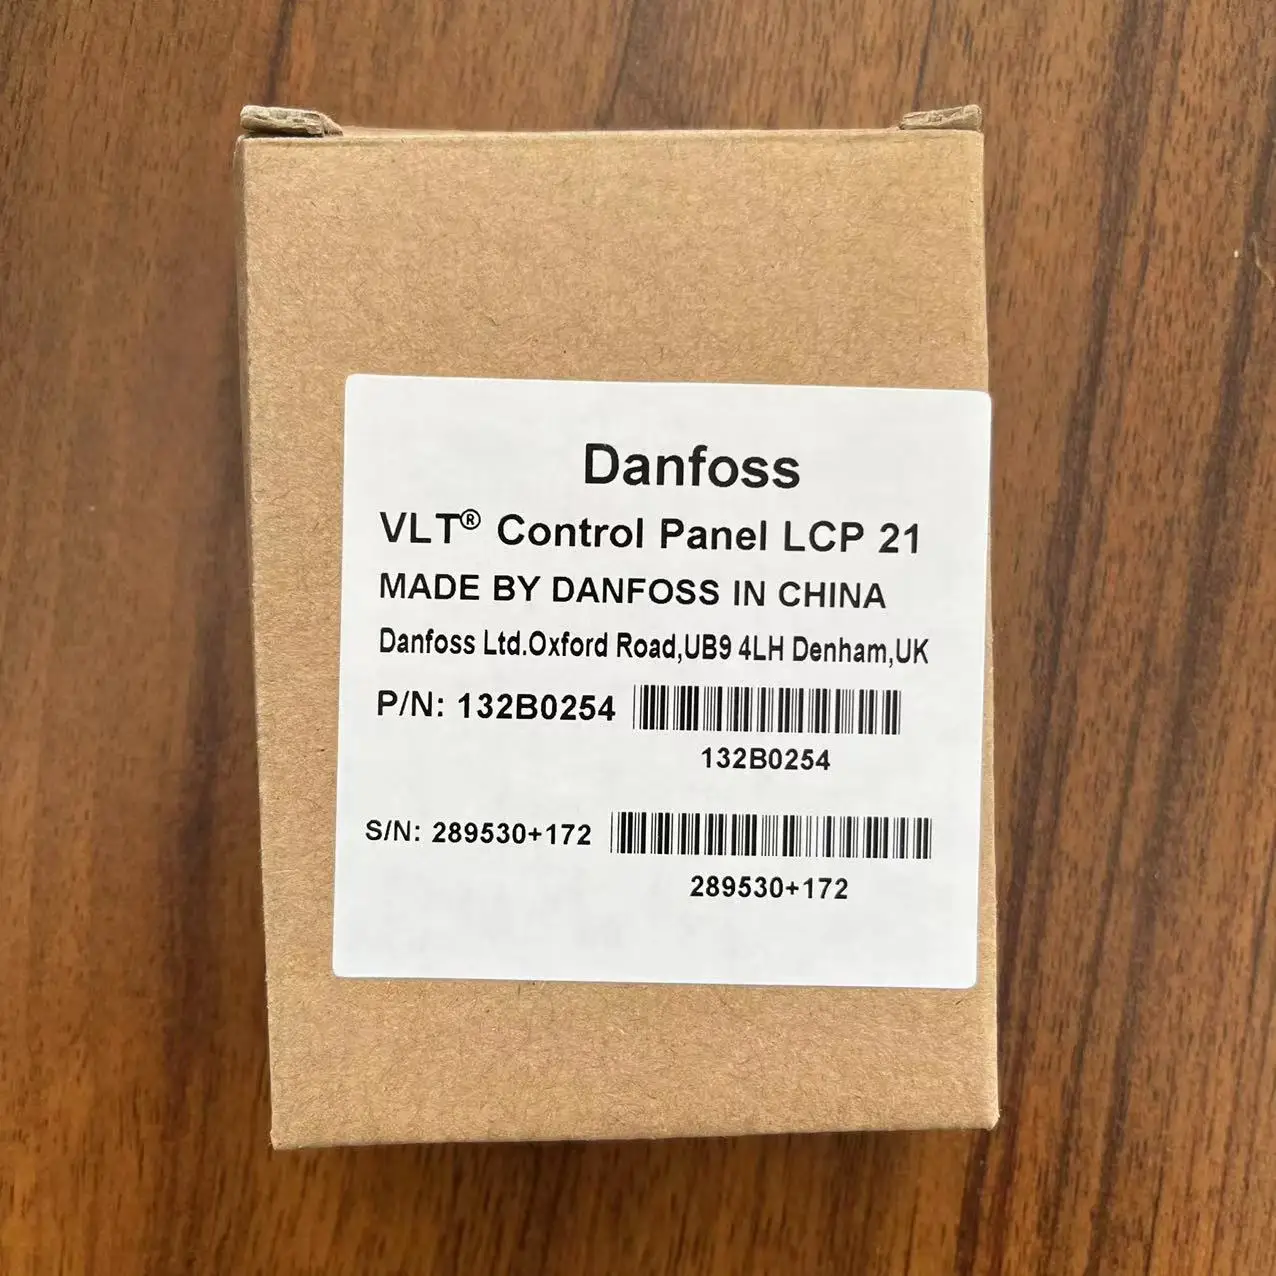 Danfoss
VLT® Control Panel LCP 21
MADE BY DANFOSS IN CHINA
Danfoss Ltd.Oxford Road,UB9 4LH Denham,UK
P/N: 132B0254
132B0254
S/N: 289530+172
289530+172